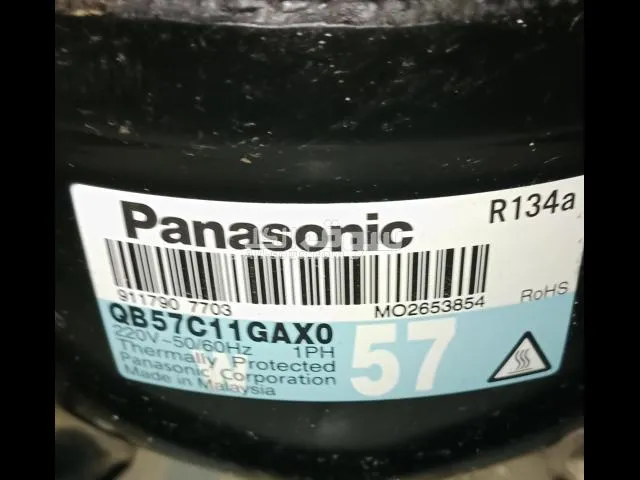 Panasonic
R134a
911790 7703
MO2653854
RoHS
QB57C11GAX0
220V~50/60Hz 1PH
Thermally Protected
Panasonic Corporation
Made in Malaysia
57